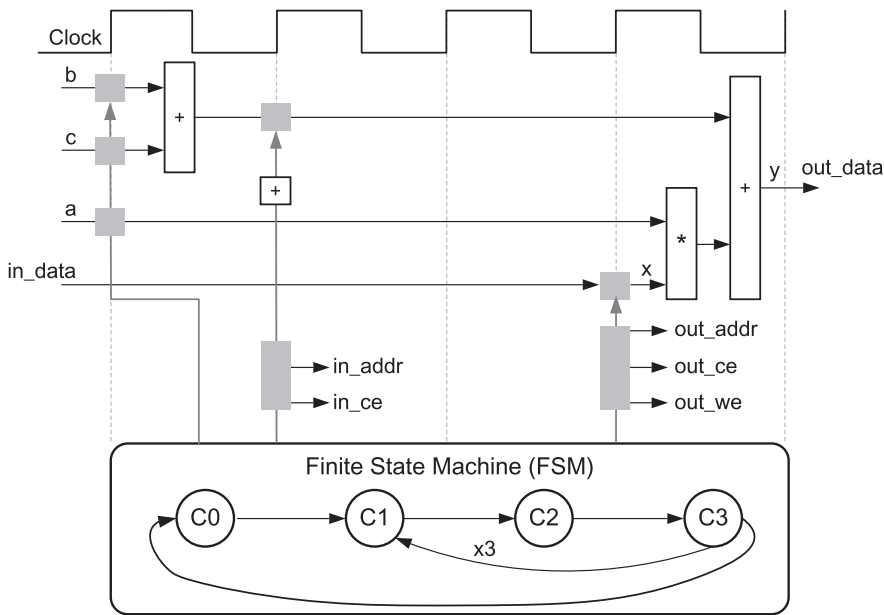 Clock
b
+
c
+
a
*
+
y
out_data
in_data
x
out_addr
in_addr
out_ce
in_ce
out_we
Finite State Machine (FSM)
C0
C1
C2
C3
x3